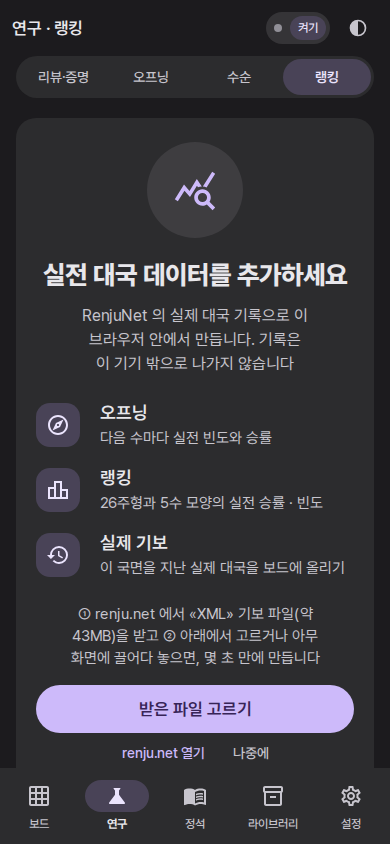 연구 · 랭킹
켜기
리뷰·증명
오프닝
수순
랭킹
실전 대국 데이터를 추가하세요
RenjuNet 의 실제 대국 기록으로 이
브라우저 안에서 만듭니다. 기록은
이 기기 밖으로 나가지 않습니다
오프닝
다음 수마다 실전 빈도와 승률
랭킹
26주형과 5수 모양의 실전 승률 · 빈도
실제 기보
이 국면을 지난 실제 대국을 보드에 올리기
① renju.net 에서 «XML» 기보 파일(약
43MB)을 받고 ② 아래에서 고르거나 아무
화면에 끌어다 놓으면, 몇 초 만에 만듭니다
받은 파일 고르기
renju.net 열기
나중에
보드
연구
정석
라이브러리
설정